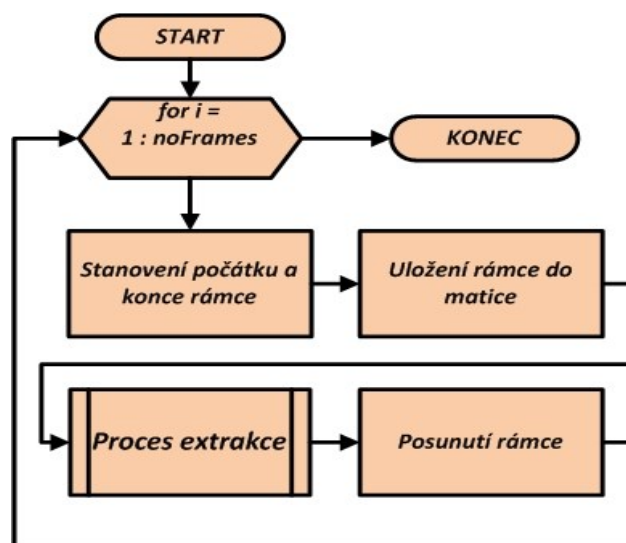 START
for i =
1 : noFrames
KONEC
Stanovení počátku a
konce rámce
Uložení rámce do
matice
Proces extrakce
Posunutí rámce